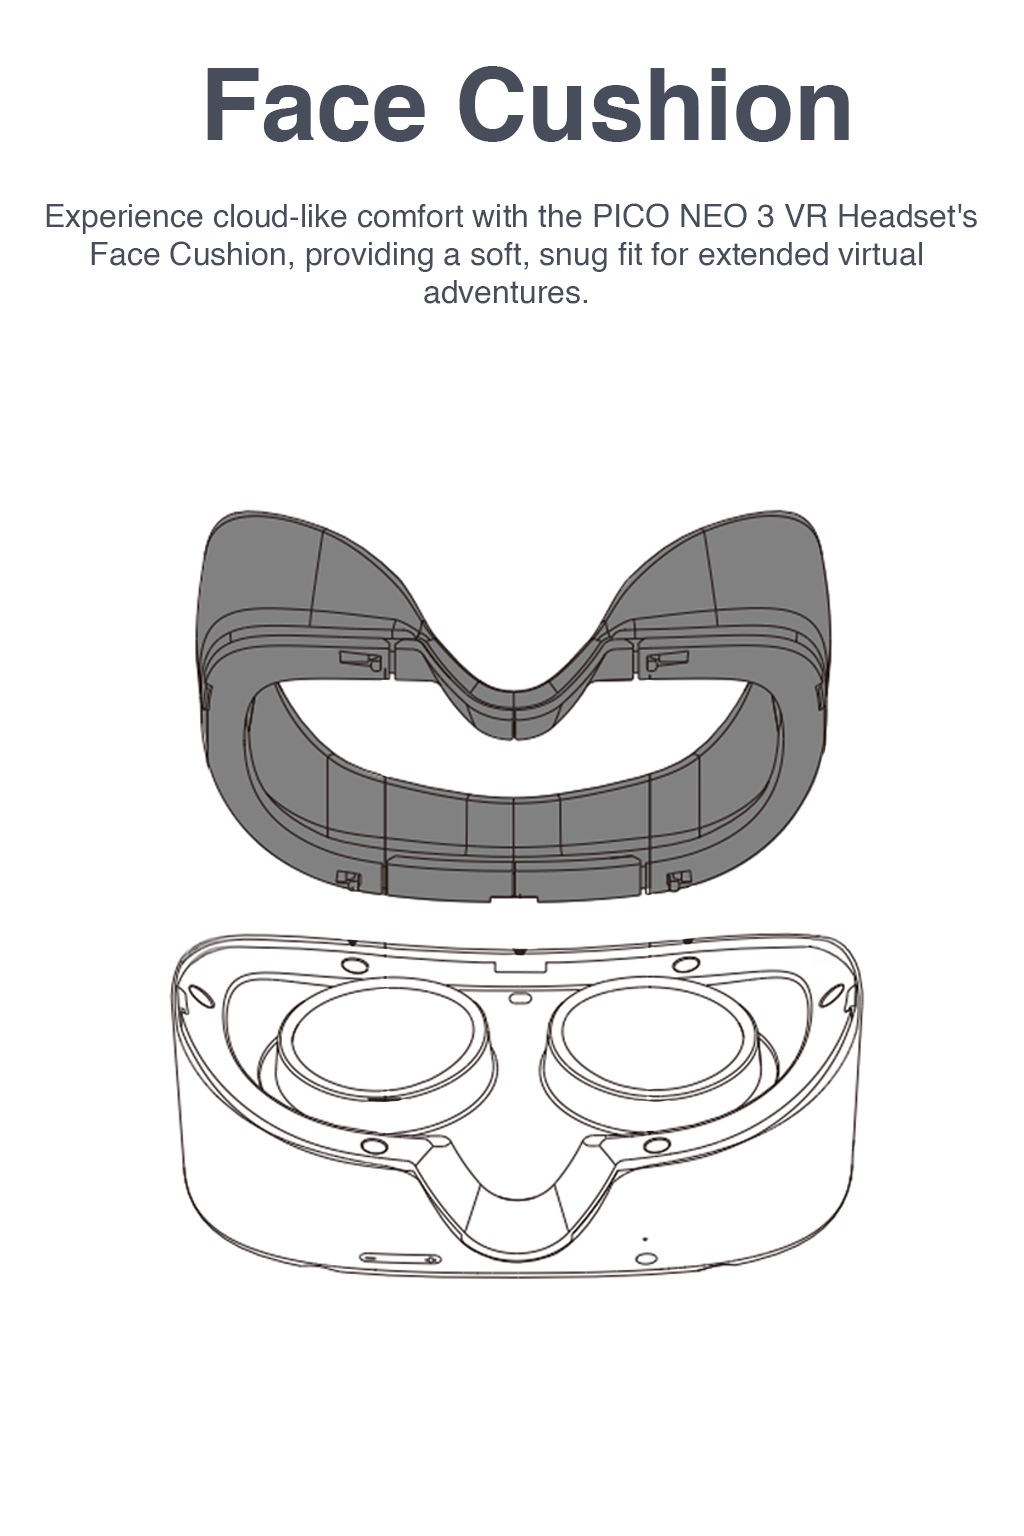 Face Cushion
Experience cloud-like comfort with the PICO NEO 3 VR Headset's
Face Cushion, providing a soft, snug fit for extended virtual
adventures.